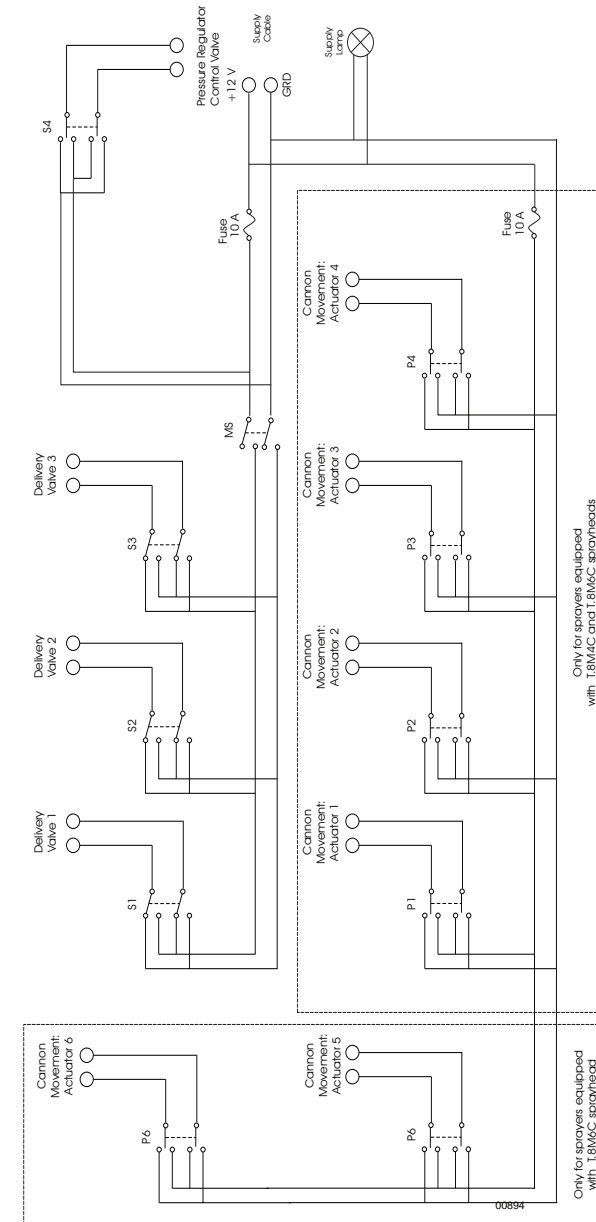 S4
Pressure Regulator
Control Valve
+12 V
Supply
Cable
GRD
Supply
Lamp
Fuse
10 A
MS
Delivery
Valve 3
S3
Delivery
Valve 2
S2
Delivery
Valve 1
S1
Fuse
10 A
Cannon
Movement:
Actuator 4
P4
Cannon
Movement:
Actuator 3
P3
Cannon
Movement:
Actuator 2
P2
Cannon
Movement:
Actuator 1
P1
Only for sprayers equipped
with T.8M4C and T.8M6C sprayheads
Cannon
Movement:
Actuator 6
P6
Cannon
Movement:
Actuator 5
P6
Only for sprayers equipped
with T.8M6C sprayhead
00894